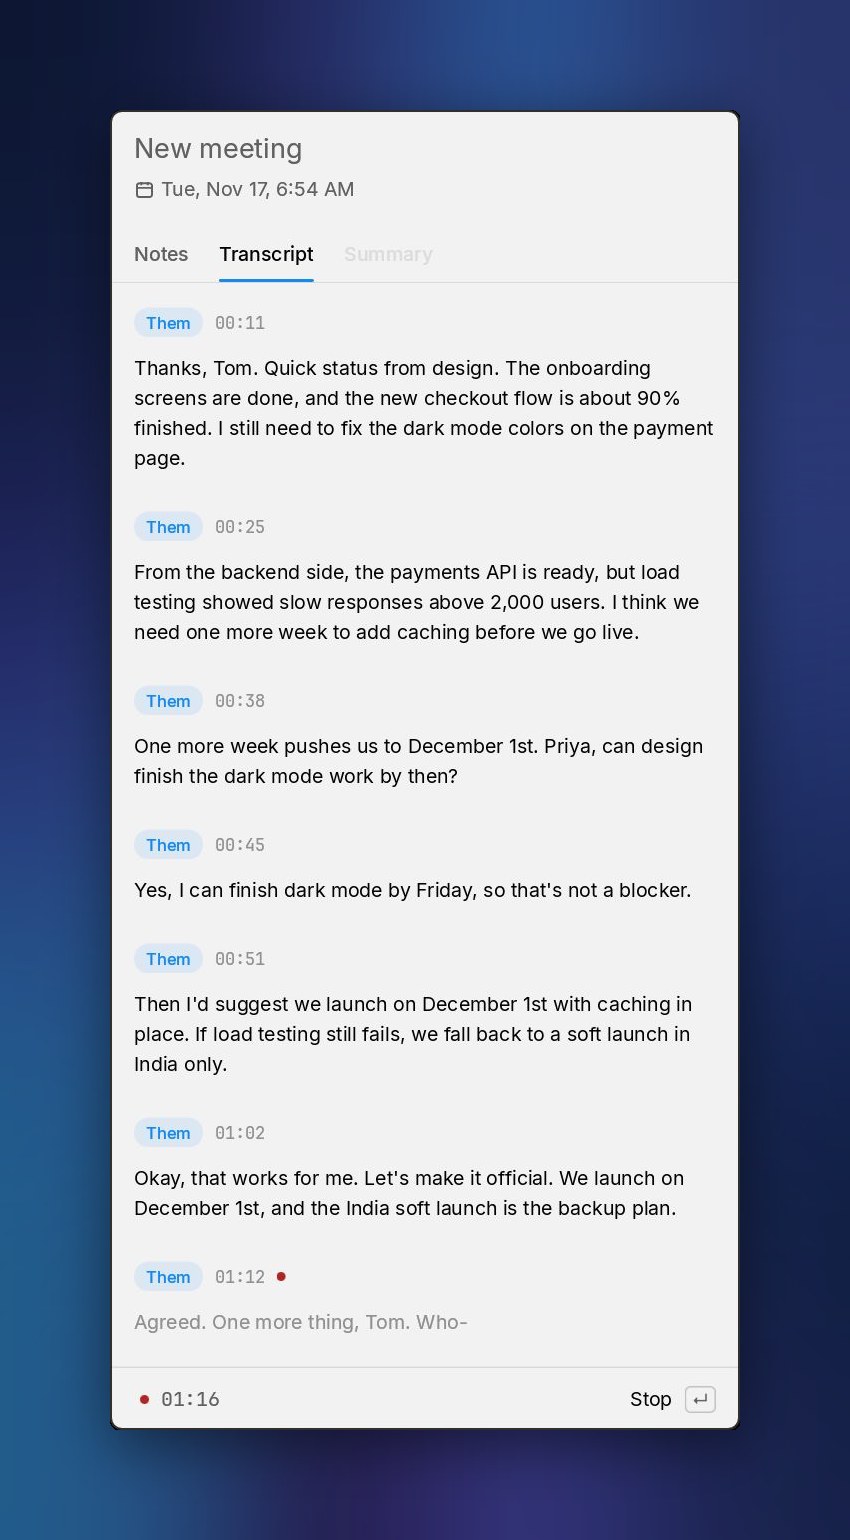 New meeting
Tue, Nov 17, 6:54 AM
Notes Transcript Summary
Them 00:11
Thanks, Tom. Quick status from design. The onboarding
screens are done, and the new checkout flow is about 90%
finished. I still need to fix the dark mode colors on the payment
page.
Them 00:25
From the backend side, the payments API is ready, but load
testing showed slow responses above 2,000 users. I think we
need one more week to add caching before we go live.
Them 00:38
One more week pushes us to December 1st. Priya, can design
finish the dark mode work by then?
Them 00:45
Yes, I can finish dark mode by Friday, so that's not a blocker.
Them 00:51
Then I'd suggest we launch on December 1st with caching in
place. If load testing still fails, we fall back to a soft launch in
India only.
Them 01:02
Okay, that works for me. Let's make it official. We launch on
December 1st, and the India soft launch is the backup plan.
Them 01:12
Agreed. One more thing, Tom. Who-
01:16 Stop